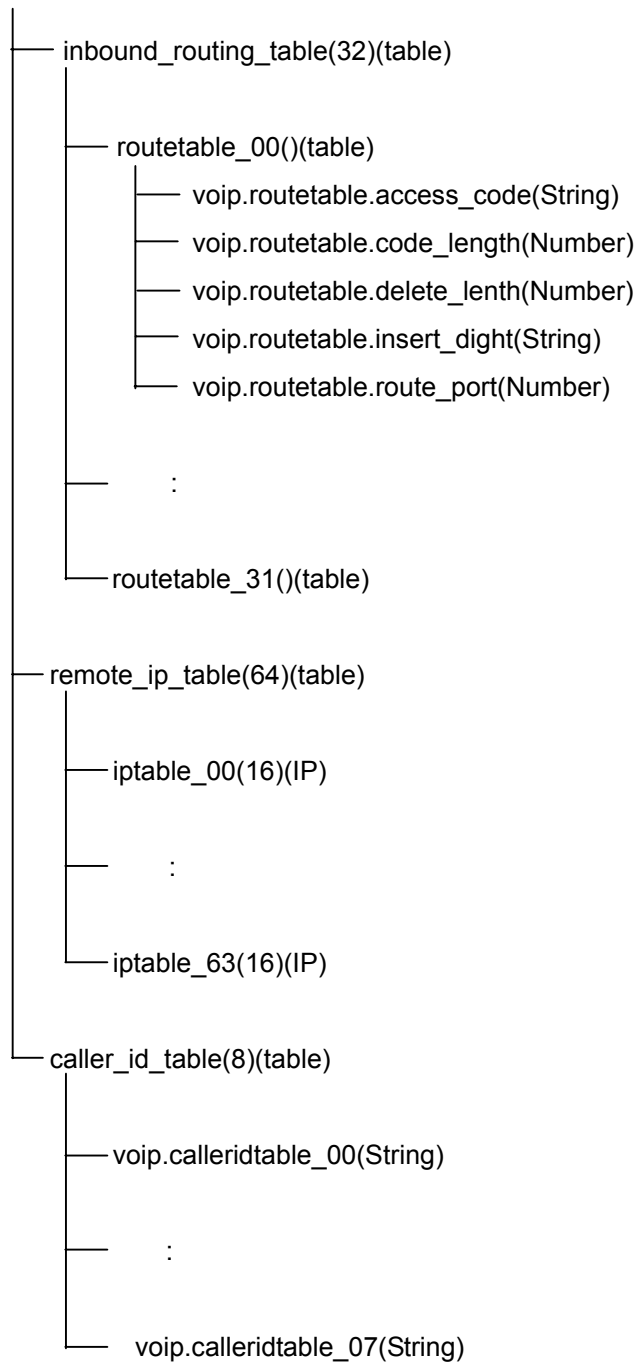 inbound_routing_table(32)(table)
routetable_00()(table)
voip.routetable.access_code(String)
voip.routetable.code_length(Number)
voip.routetable.delete_lenth(Number)
voip.routetable.insert_dight(String)
voip.routetable.route_port(Number)
:
routetable_31()(table)
remote_ip_table(64)(table)
iptable_00(16)(IP)
:
iptable_63(16)(IP)
caller_id_table(8)(table)
voip.calleridtable_00(String)
:
voip.calleridtable_07(String)